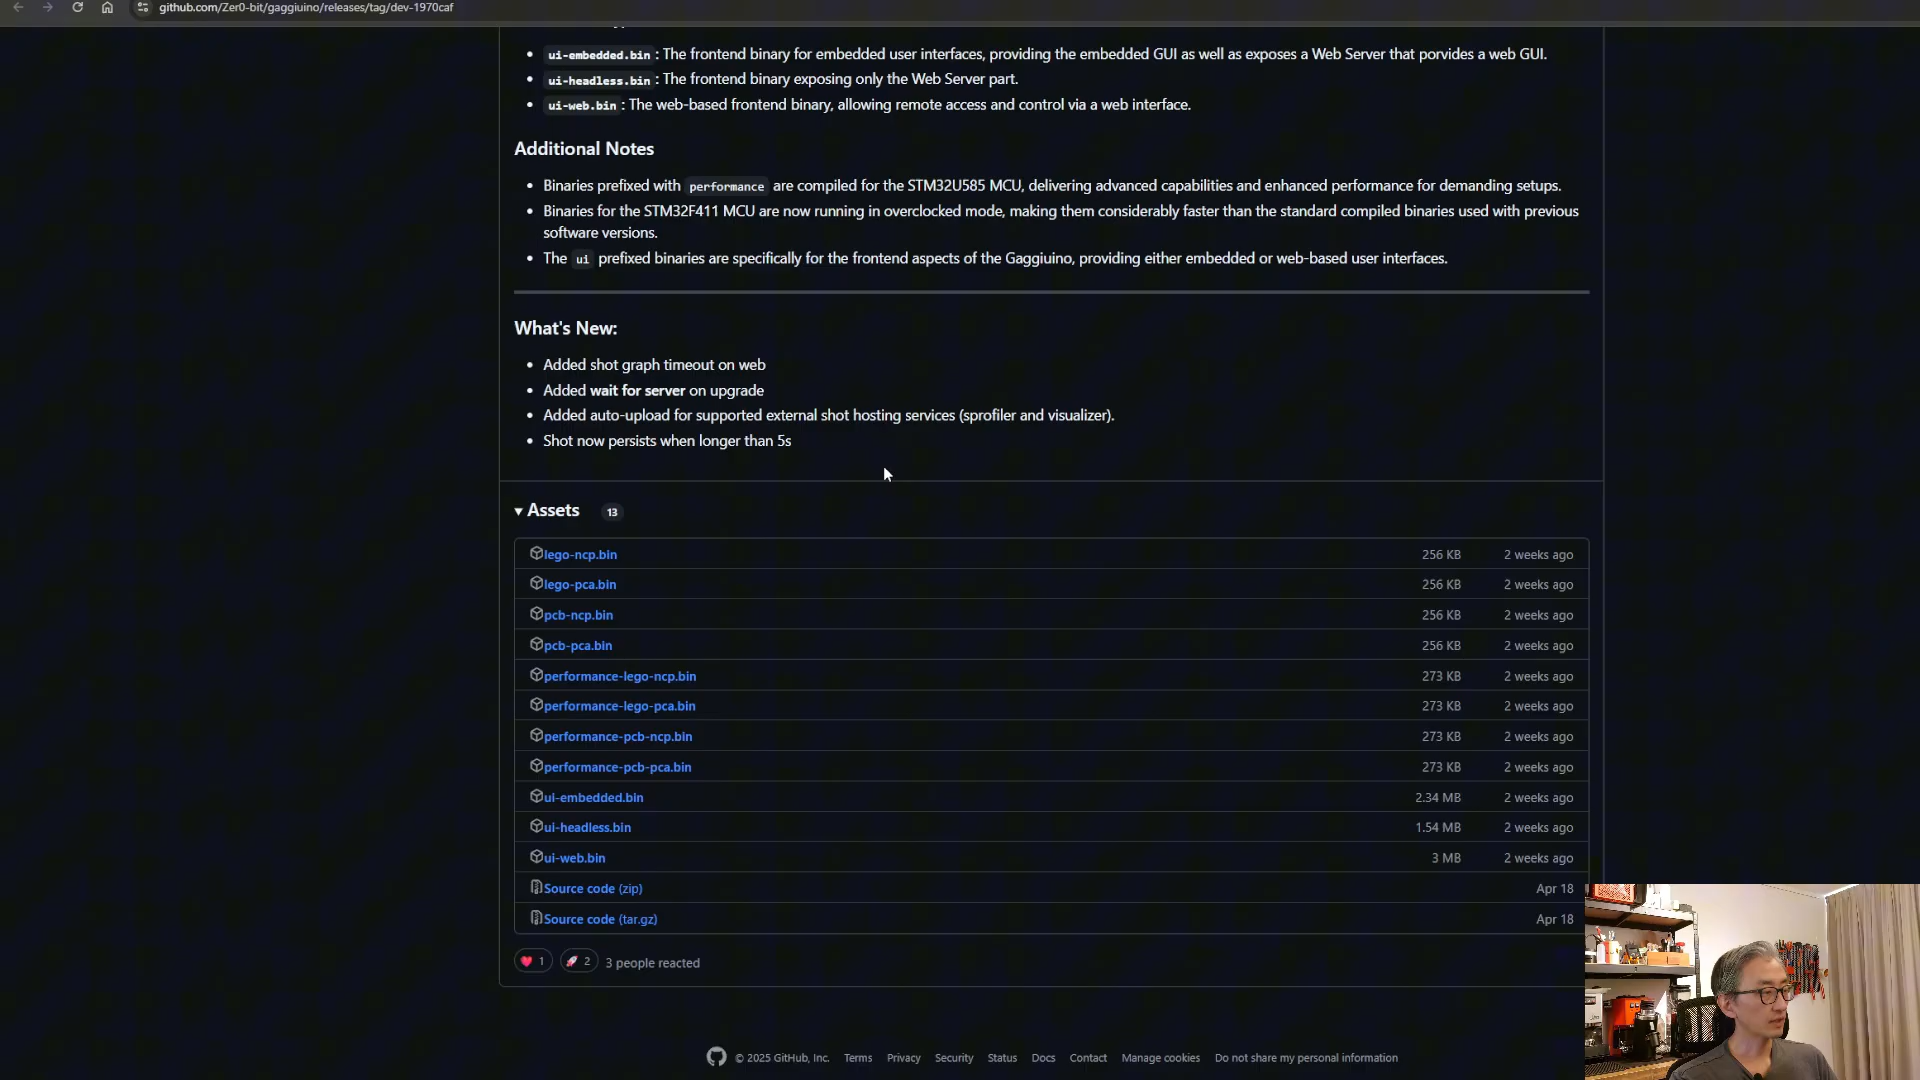 github.com/Zer0-bit/gaggiuino/releases/tag/dev-1970caf
ui-embedded.bin : The frontend binary for embedded user interfaces, providing the embedded GUI as well as exposes a Web Server that porvides a web GUI.
ui-headless.bin : The frontend binary exposing only the Web Server part.
ui-web.bin : The web-based frontend binary, allowing remote access and control via a web interface.
Additional Notes
Binaries prefixed with performance are compiled for the STM32U585 MCU, delivering advanced capabilities and enhanced performance for demanding setups.
Binaries for the STM32F411 MCU are now running in overclocked mode, making them considerably faster than the standard compiled binaries used with previous
software versions.
The ui prefixed binaries are specifically for the frontend aspects of the Gaggiuino, providing either embedded or web-based user interfaces.
What's New:
Added shot graph timeout on web
Added wait for server on upgrade
Added auto-upload for supported external shot hosting services (sprofiler and visualizer).
Shot now persists when longer than 5s
Assets 13
lego-ncp.bin 256 KB 2 weeks ago
lego-pca.bin 256 KB 2 weeks ago
pcb-ncp.bin 256 KB 2 weeks ago
pcb-pca.bin 256 KB 2 weeks ago
performance-lego-ncp.bin 273 KB 2 weeks ago
performance-lego-pca.bin 273 KB 2 weeks ago
performance-pcb-ncp.bin 273 KB 2 weeks ago
performance-pcb-pca.bin 273 KB 2 weeks ago
ui-embedded.bin 2.34 MB 2 weeks ago
ui-headless.bin 1.54 MB 2 weeks ago
ui-web.bin 3 MB 2 weeks ago
Source code (zip) Apr 18
Source code (tar.gz) Apr 18
1 2 3 people reacted
© 2025 GitHub, Inc. Terms Privacy Security Status Docs Contact Manage cookies Do not share my personal information